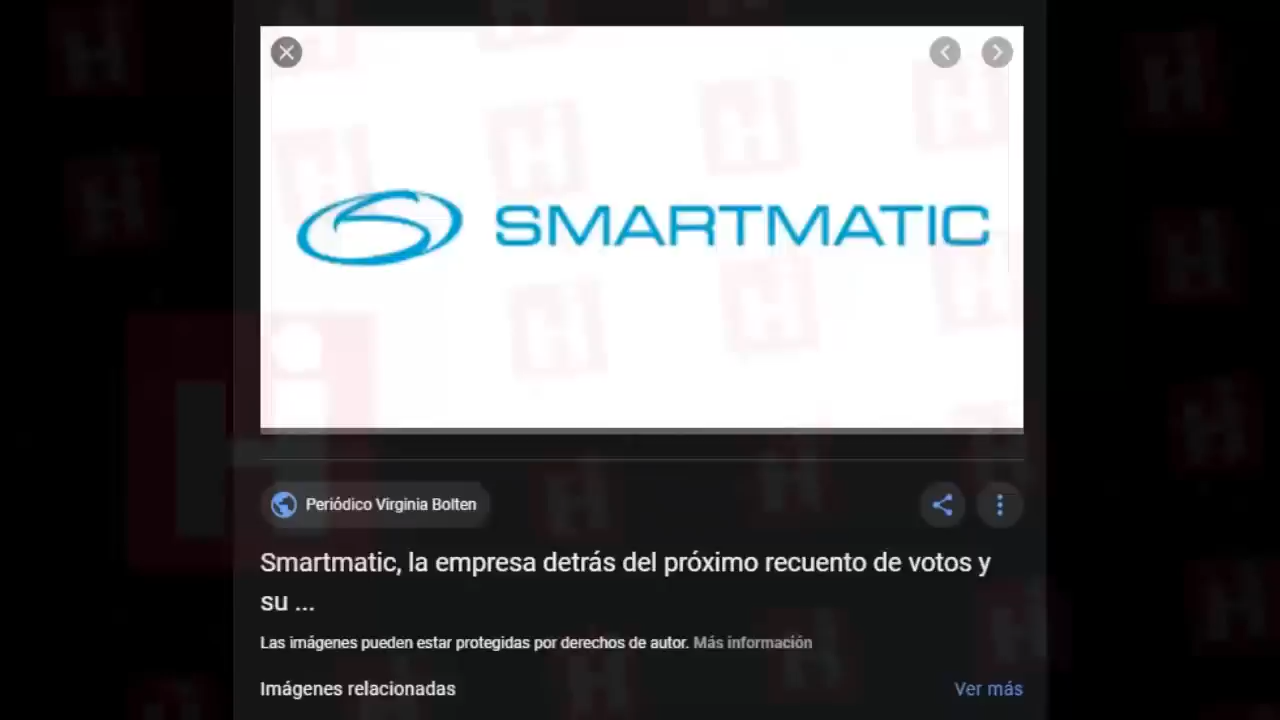 SMARTMATIC
Periódico Virginia Bolten
Smartmatic, la empresa detrás del próximo recuento de votos y
su ...
Las imágenes pueden estar protegidas por derechos de autor. Más información
Imágenes relacionadas
Ver más